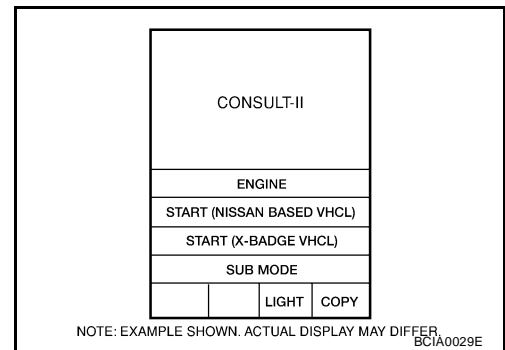 CONSULT-II
ENGINE
START (NISSAN BASED VHCL)
START (X-BADGE VHCL)
SUB MODE
LIGHT COPY
NOTE: EXAMPLE SHOWN. ACTUAL DISPLAY MAY DIFFER.
BCIA0029E